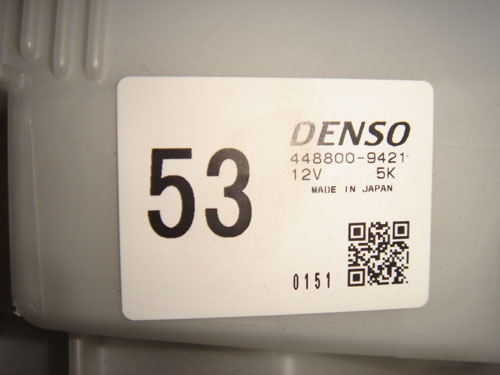 53
DENSO
448800-9421
12V 5K
MADE IN JAPAN
0151